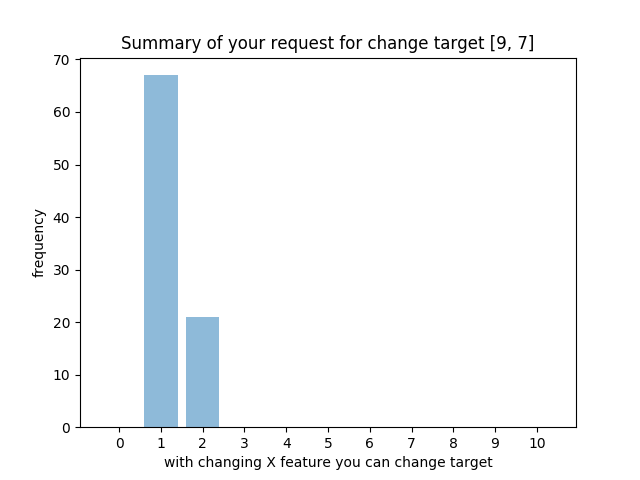 Summary of your request for change target [9, 7]
70
60
50
40
30
20
10
0
frequency
0 1 2 3 4 5 6 7 8 9 10
with changing X feature you can change target